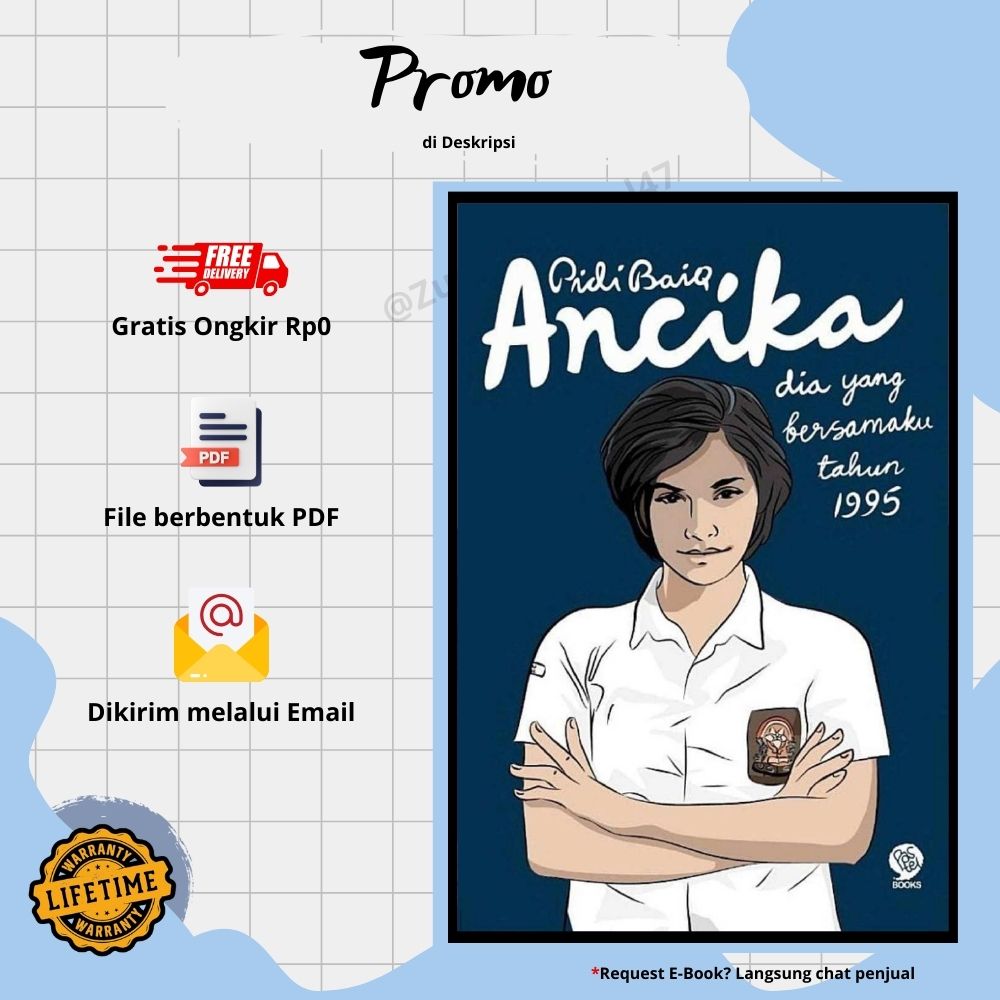 Promo
di Deskripsi
FREE
DELIVERY
Gratis Ongkir Rp0
PDF
File berbentuk PDF
@
Dikirim melalui Email
WARRANTY
LIFETIME
WARRANTY
Pidi Baiq
Ancika
dia yang
bersamaku
tahun
1995
BOOKS
*Request E-Book? Langsung chat penjual